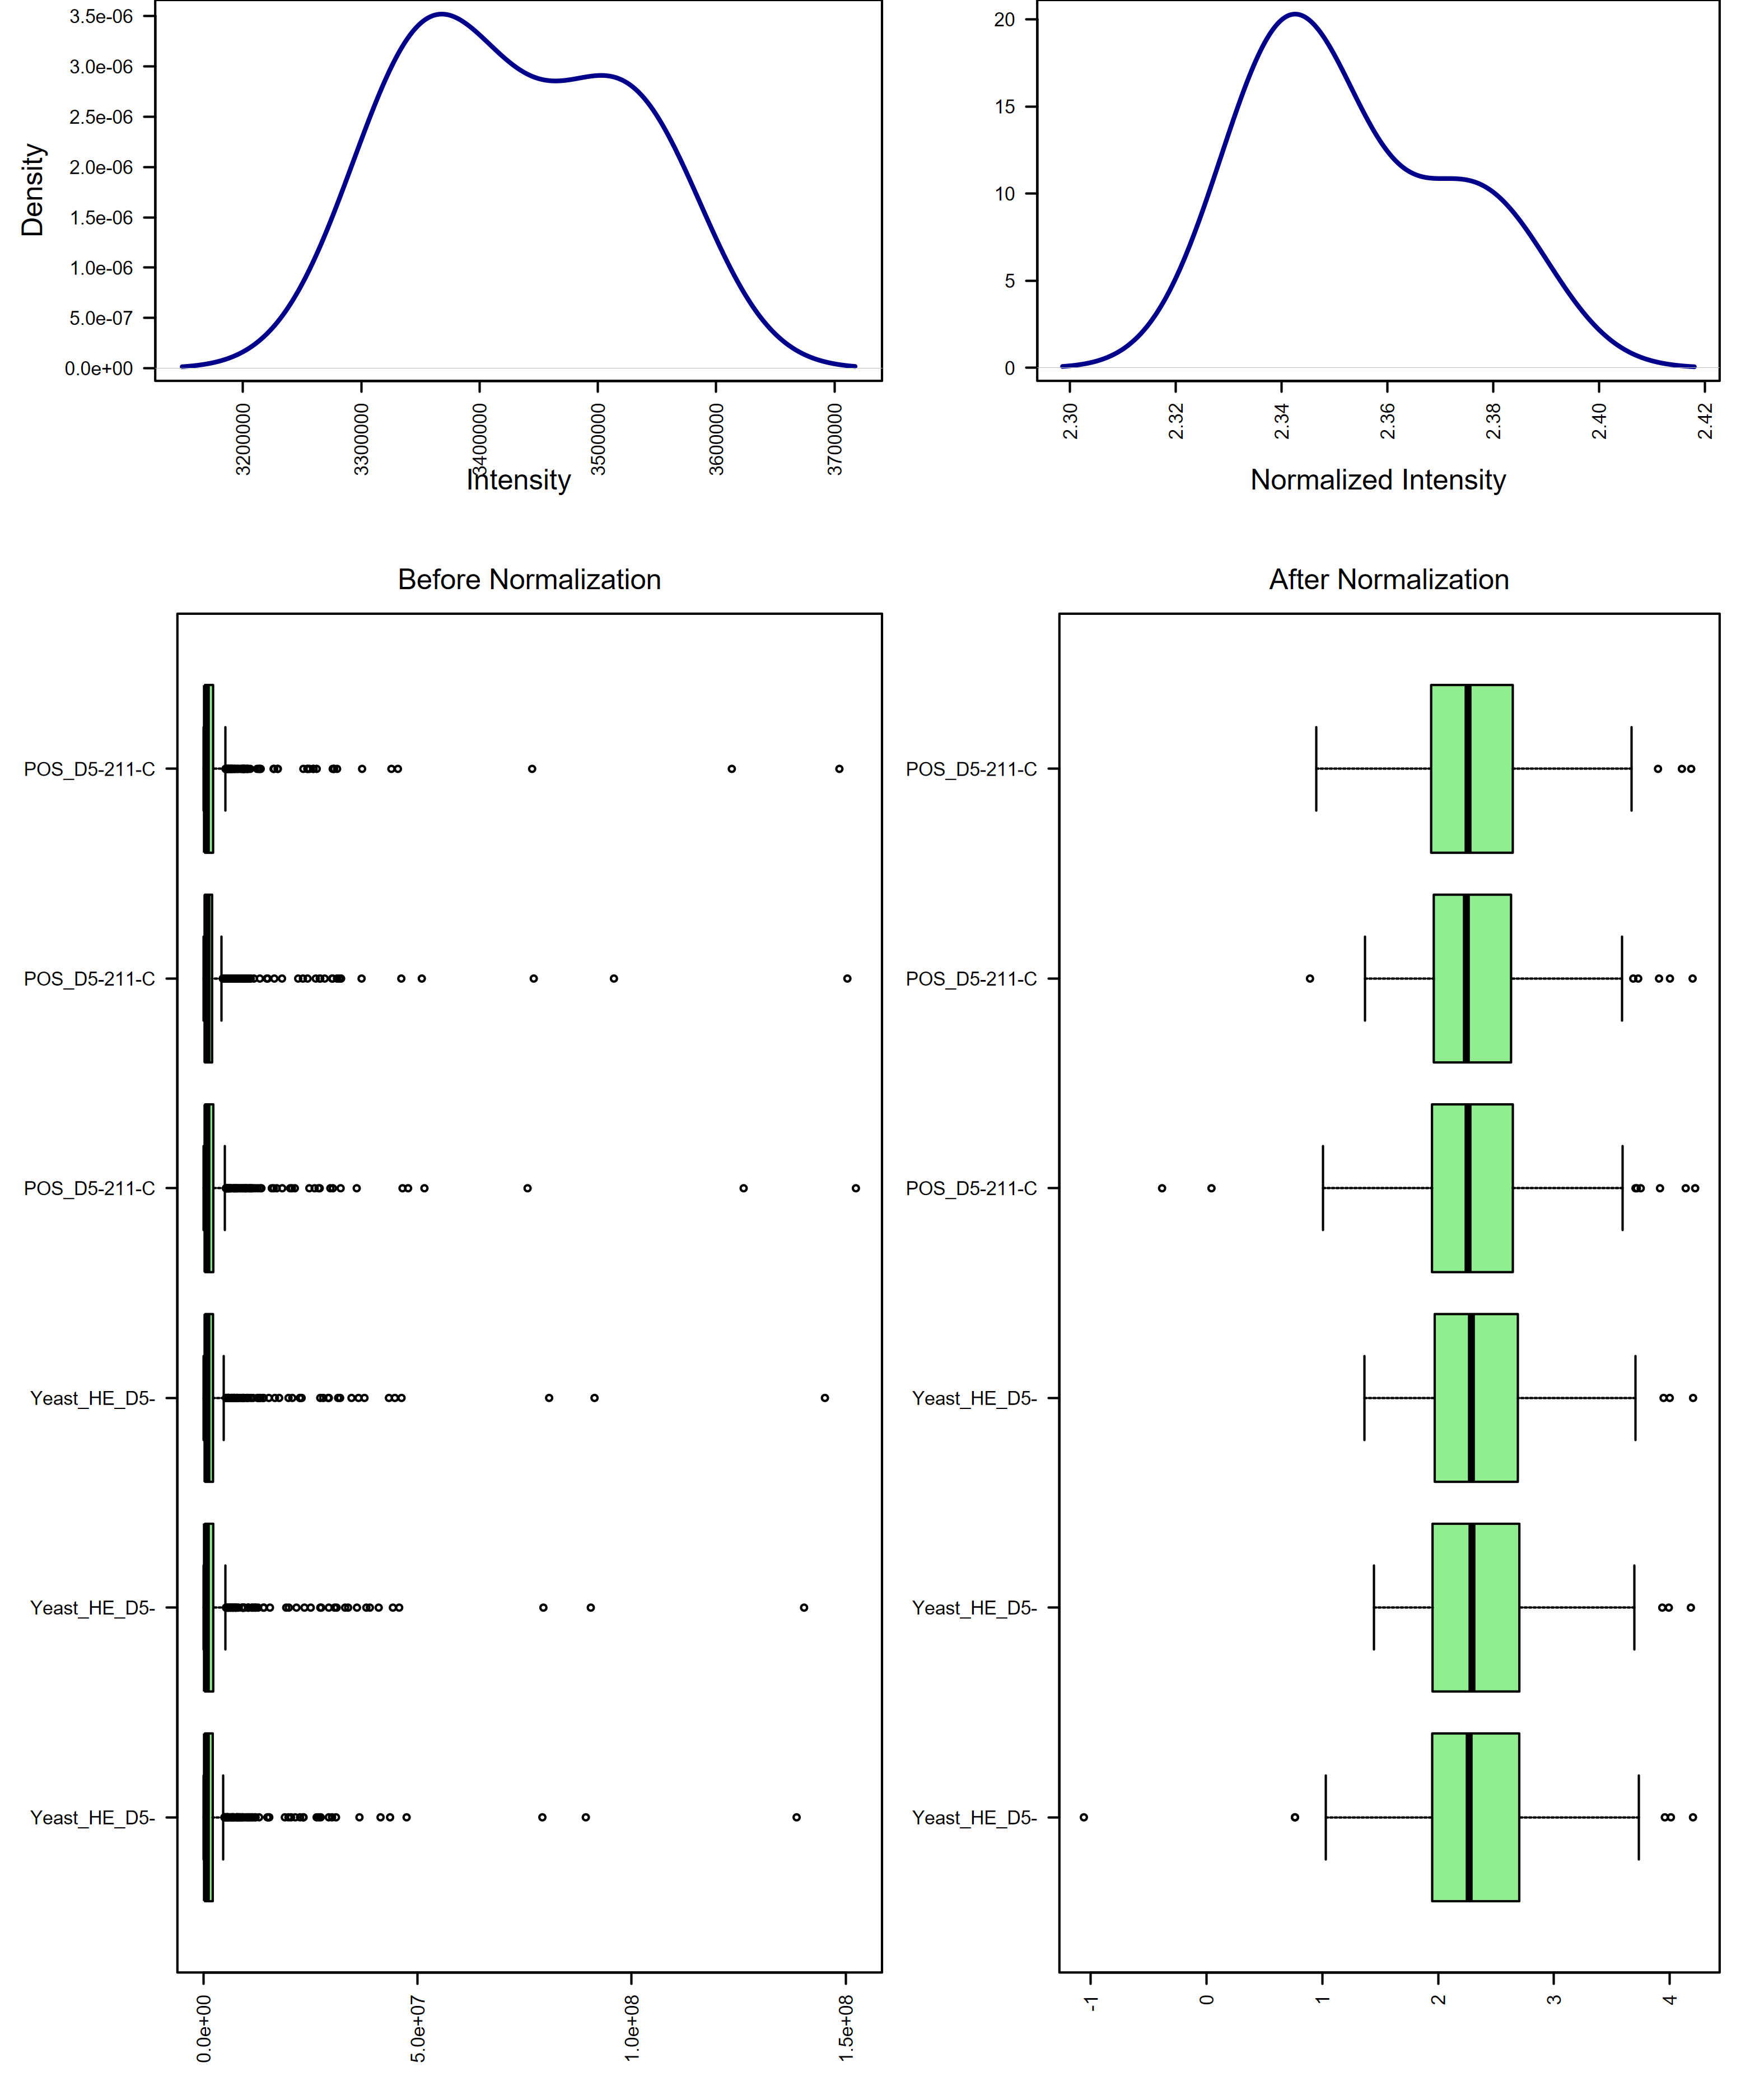 3.5e-06
3.0e-06
2.5e-06
2.0e-06
1.5e-06
1.0e-06
5.0e-07
0.0e+00
Density
3200000
3300000
3400000
3500000
3600000
3700000
Intensity
20
15
10
5
0
2.30
2.32
2.34
2.36
2.38
2.40
2.42
Normalized Intensity
Before Normalization
POS_D5-211-C
POS_D5-211-C
POS_D5-211-C
Yeast_HE_D5-
Yeast_HE_D5-
Yeast_HE_D5-
0.0e+00
5.0e+07
1.0e+08
1.5e+08
After Normalization
POS_D5-211-C
POS_D5-211-C
POS_D5-211-C
Yeast_HE_D5-
Yeast_HE_D5-
Yeast_HE_D5-
-1
0
1
2
3
4